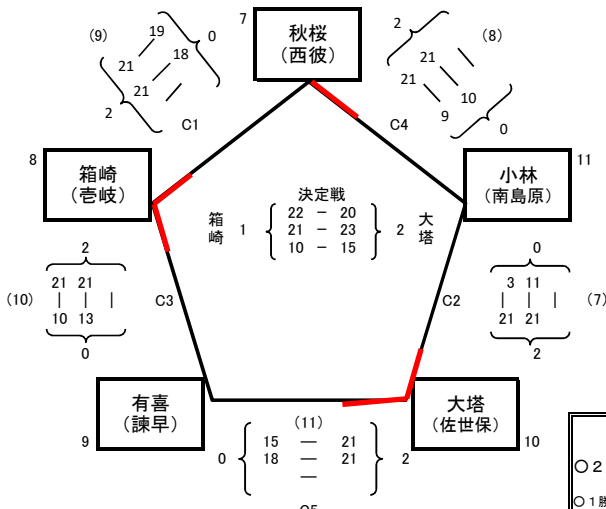 7
秋桜
(西彼)
(9)
19
0
21
18
21
2
C1
2
(8)
21
21
10
9
0
C4
8
箱崎
(壱岐)
11
小林
(南島原)
決定戦
箱崎
1
22 － 20
21 － 23
10 － 15
2
大塔
2
21 21
| | |
10 13
0
(10)
C3
C2
0
3 11
| | |
21 21
2
(7)
有喜
(諫早)
9
大塔
(佐世保)
10
(11)
0
15 ― 21
18 ― 21
―
2
○2
○1勝